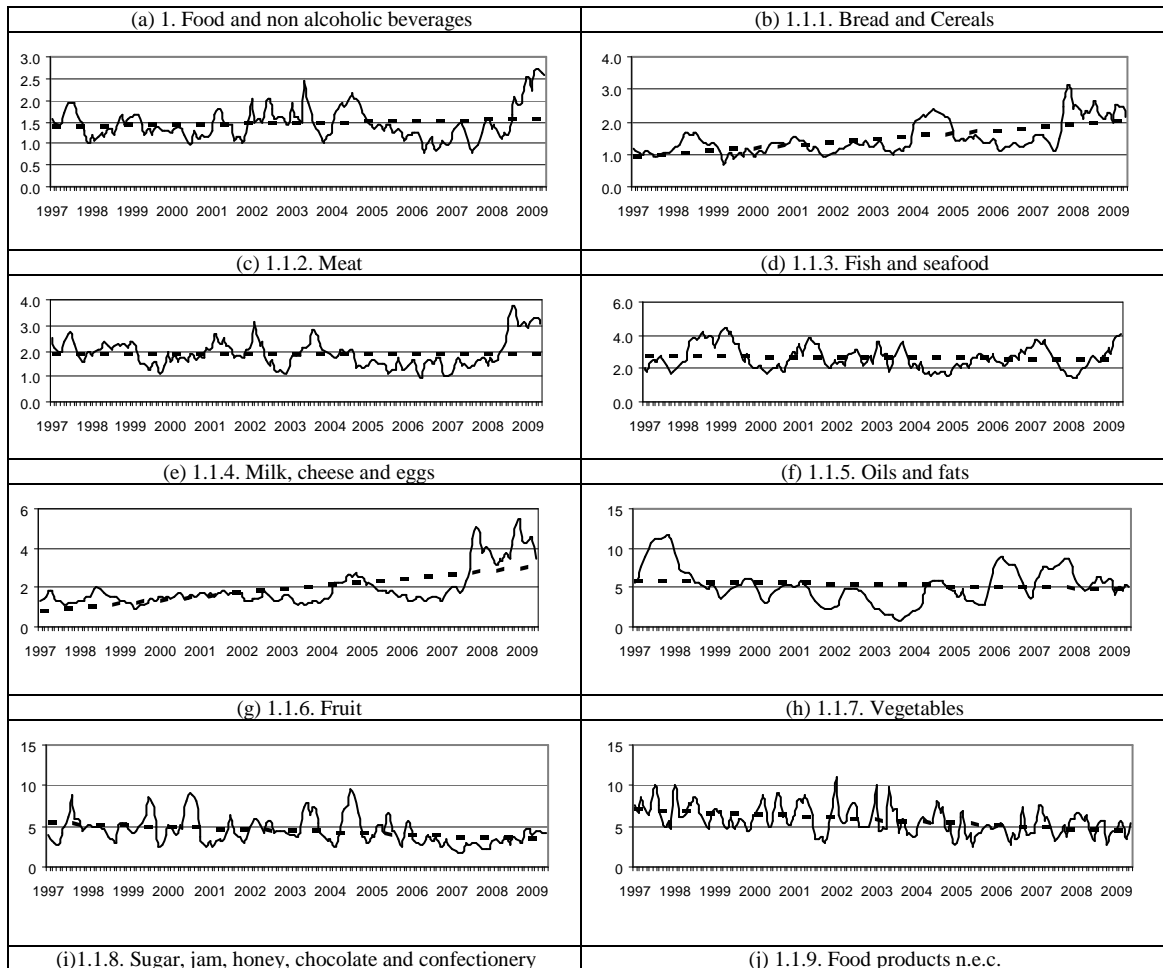 (a) 1. Food and non alcoholic beverages
3.0
2.5
2.0
1.5
1.0
0.5
0.0
1997 1998 1999 2000 2001 2002 2003 2004 2005 2006 2007 2008 2009
(b) 1.1.1. Bread and Cereals
4.0
3.0
2.0
1.0
0.0
1997 1998 1999 2000 2001 2002 2003 2004 2005 2006 2007 2008 2009
(c) 1.1.2. Meat
4.0
3.0
2.0
1.0
0.0
1997 1998 1999 2000 2001 2002 2003 2004 2005 2006 2007 2008 2009
(d) 1.1.3. Fish and seafood
6.0
4.0
2.0
0.0
1997 1998 1999 2000 2001 2002 2003 2004 2005 2006 2007 2008 2009
(e) 1.1.4. Milk, cheese and eggs
6
4
2
0
1997 1998 1999 2000 2001 2002 2003 2004 2005 2006 2007 2008 2009
(f) 1.1.5. Oils and fats
15
10
5
0
1997 1998 1999 2000 2001 2002 2003 2004 2005 2006 2007 2008 2009
(g) 1.1.6. Fruit
15
10
5
0
1997 1998 1999 2000 2001 2002 2003 2004 2005 2006 2007 2008 2009
(h) 1.1.7. Vegetables
15
10
5
0
1997 1998 1999 2000 2001 2002 2003 2004 2005 2006 2007 2008 2009
(i)1.1.8. Sugar, jam, honey, chocolate and confectionery
(j) 1.1.9. Food products n.e.c.